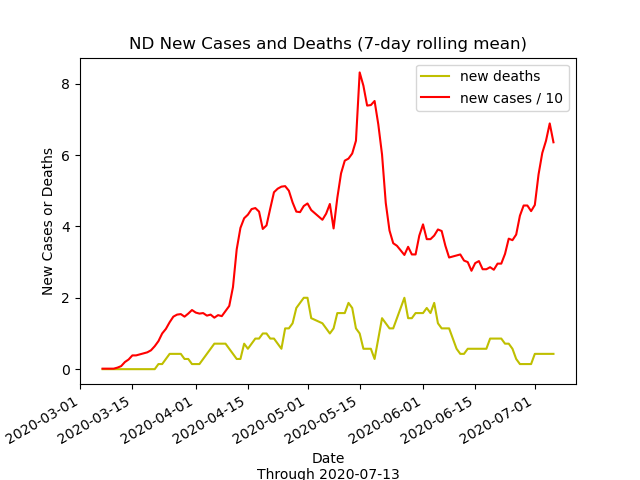 ND New Cases and Deaths (7-day rolling mean)
new deaths
new cases / 10
New Cases or Deaths
8
6
4
2
0
2020-03-01
2020-03-15
2020-04-01
2020-04-15
2020-05-01
2020-05-15
2020-06-01
2020-06-15
2020-07-01
Date
Through 2020-07-13